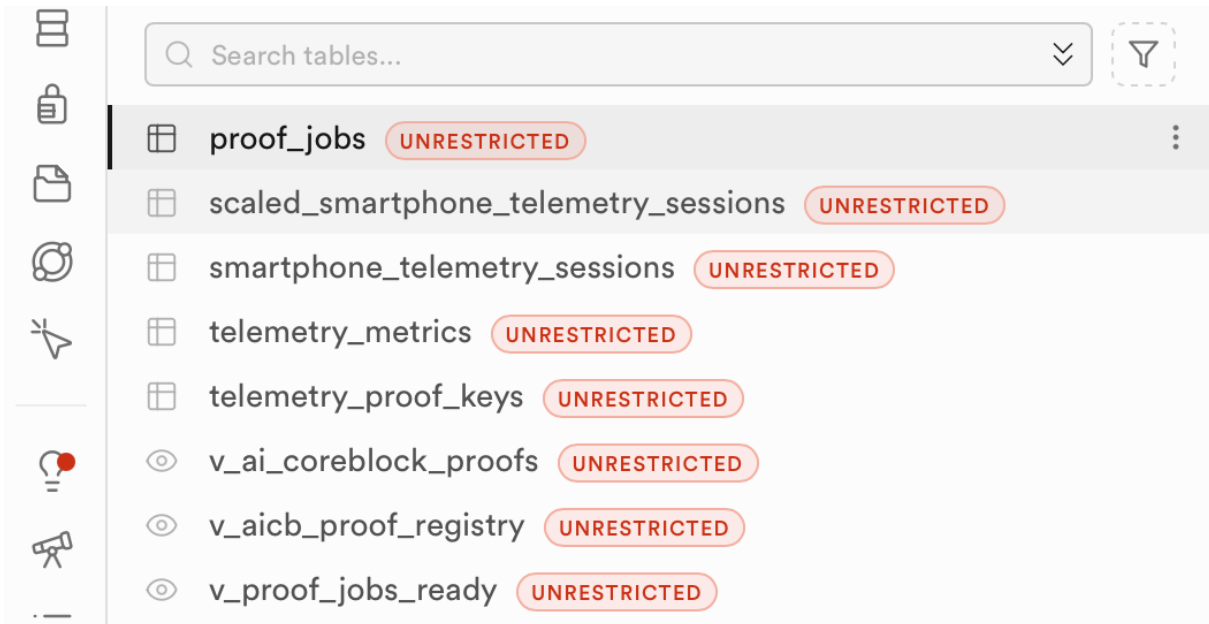 Search tables...
proof_jobs UNRESTRICTED
scaled_smartphone_telemetry_sessions UNRESTRICTED
smartphone_telemetry_sessions UNRESTRICTED
telemetry_metrics UNRESTRICTED
telemetry_proof_keys UNRESTRICTED
v_ai_coreblock_proofs UNRESTRICTED
v_aicb_proof_registry UNRESTRICTED
v_proof_jobs_ready UNRESTRICTED